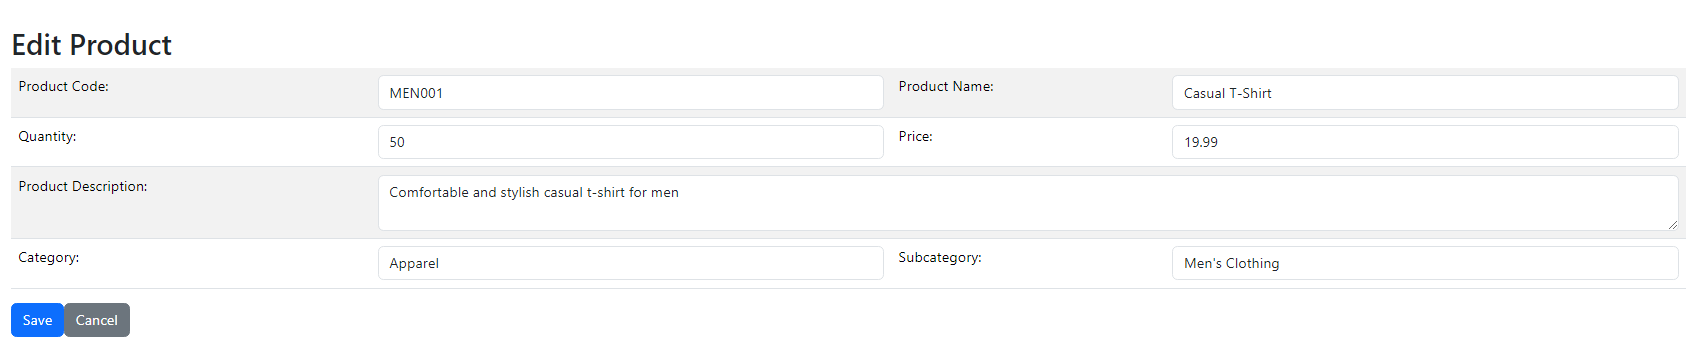 Edit Product
Product Code: MEN001 Product Name: Casual T-Shirt
Quantity: 50 Price: 19.99
Product Description: Comfortable and stylish casual t-shirt for men
Category: Apparel Subcategory: Men's Clothing
Save Cancel